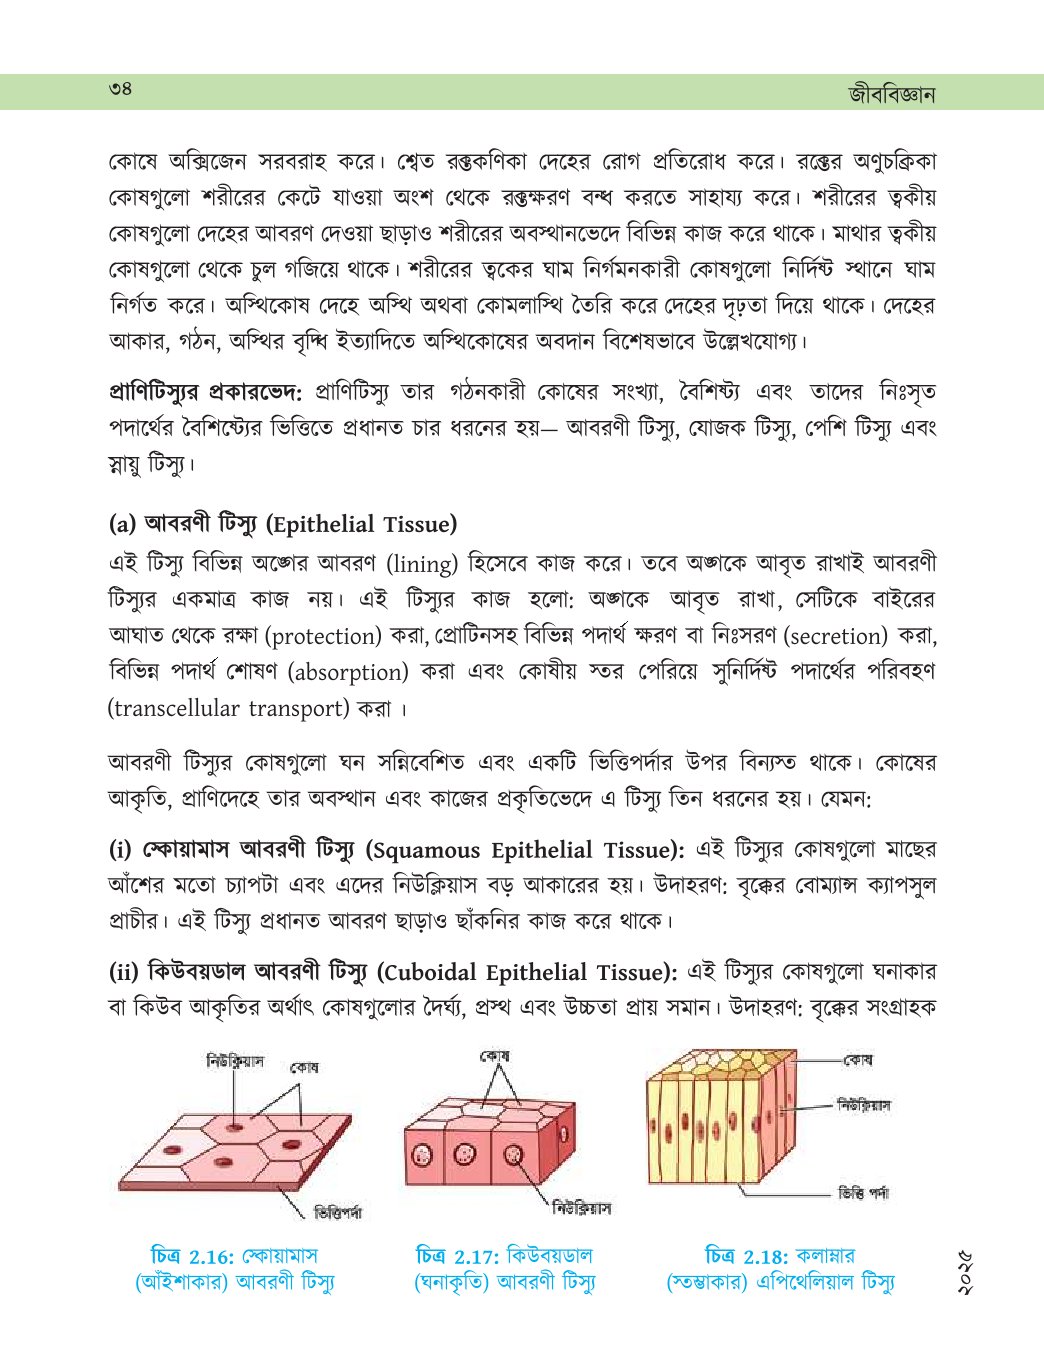 ৩৪
জীববিজ্ঞান
কোষে অক্সিজেন সরবরাহ করে। শ্বেত রক্তকণিকা দেহের রোগ প্রতিরোধ করে। রক্তের অণুচক্রিকা
কোষগুলো শরীরের কেটে যাওয়া অংশ থেকে রক্তক্ষরণ বন্ধ করতে সাহায্য করে। শরীরের ত্বকীয়
কোষগুলো দেহের আবরণ দেওয়া ছাড়াও শরীরের অবস্থানভেদে বিভিন্ন কাজ করে থাকে। মাথার ত্বকীয়
কোষগুলো থেকে চুল গজিয়ে থাকে। শরীরের ত্বকের ঘাম নির্গমনকারী কোষগুলো নির্দিষ্ট স্থানে ঘাম
নির্গত করে। অস্থিকোষ দেহে অস্থি অথবা কোমলাস্থি তৈরি করে দেহের দৃঢ়তা দিয়ে থাকে। দেহের
আকার, গঠন, অস্থির বৃদ্ধি ইত্যাদিতে অস্থিকোষের অবদান বিশেষভাবে উল্লেখযোগ্য।
প্রাণিটিস্যুর প্রকারভেদ: প্রাণিটিস্যু তার গঠনকারী কোষের সংখ্যা, বৈশিষ্ট্য এবং তাদের নিঃসৃত
পদার্থের বৈশিষ্ট্যের ভিত্তিতে প্রধানত চার ধরনের হয়— আবরণী টিস্যু, যোজক টিস্যু, পেশি টিস্যু এবং
স্নায়ু টিস্যু।
(a) আবরণী টিস্যু (Epithelial Tissue)
এই টিস্যু বিভিন্ন অঙ্গের আবরণ (lining) হিসেবে কাজ করে। তবে অঙ্গকে আবৃত রাখাই আবরণী
টিস্যুর একমাত্র কাজ নয়। এই টিস্যুর কাজ হলো: অঙ্গকে আবৃত রাখা, সেটিকে বাইরের
আঘাত থেকে রক্ষা (protection) করা, প্রোটিনসহ বিভিন্ন পদার্থ ক্ষরণ বা নিঃসরণ (secretion) করা,
বিভিন্ন পদার্থ শোষণ (absorption) করা এবং কোষীয় স্তর পেরিয়ে সুনির্দিষ্ট পদার্থের পরিবহণ
(transcellular transport) করা ।
আবরণী টিস্যুর কোষগুলো ঘন সন্নিবেশিত এবং একটি ভিত্তিপর্দার উপর বিন্যস্ত থাকে। কোষের
আকৃতি, প্রাণিদেহে তার অবস্থান এবং কাজের প্রকৃতিভেদে এ টিস্যু তিন ধরনের হয়। যেমন:
(i) স্কোয়ামাস আবরণী টিস্যু (Squamous Epithelial Tissue): এই টিস্যুর কোষগুলো মাছের
আঁশের মতো চ্যাপটা এবং এদের নিউক্লিয়াস বড় আকারের হয়। উদাহরণ: বৃক্কের বোম্যান্স ক্যাপসুল
প্রাচীর। এই টিস্যু প্রধানত আবরণ ছাড়াও ছাঁকনির কাজ করে থাকে।
(ii) কিউবয়ডাল আবরণী টিস্যু (Cuboidal Epithelial Tissue): এই টিস্যুর কোষগুলো ঘনাকার
বা কিউব আকৃতির অর্থাৎ কোষগুলোর দৈর্ঘ্য, প্রস্থ এবং উচ্চতা প্রায় সমান। উদাহরণ: বৃক্কের সংগ্রাহক
নিউক্লিয়াস
কোষ
ভিত্তিপর্দা
কোষ
নিউক্লিয়াস
কোষ
নিউক্লিয়াস
ভিত্তি পর্দা
চিত্র 2.16: স্কোয়ামাস
(আঁইশাকার) আবরণী টিস্যু
চিত্র 2.17: কিউবয়ডাল
(ঘনাকৃতি) আবরণী টিস্যু
চিত্র 2.18: কলাম্নার
(স্তম্ভাকার) এপিথেলিয়াল টিস্যু
২০২৫